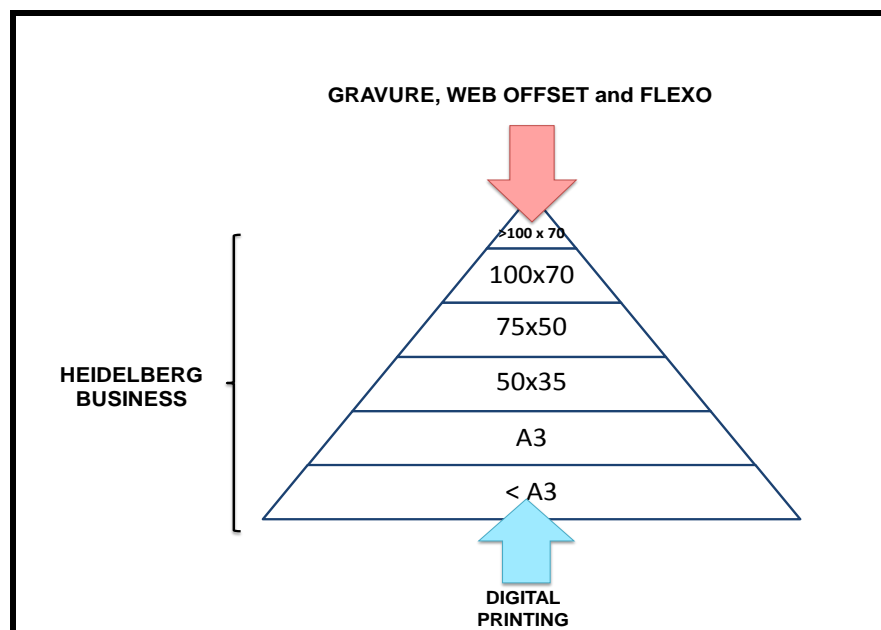 GRAVURE, WEB OFFSET and FLEXO
>100 x 70
100x70
75x50
50x35
A3
< A3
HEIDELBERG
BUSINESS
DIGITAL
PRINTING